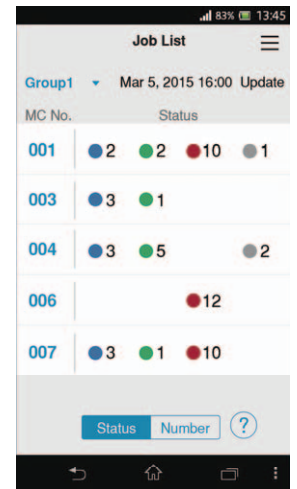 83% 13:45
Job List
Group1 Mar 5, 2015 16:00 Update
MC No. Status
001 2 2 10 1
003 3 1
004 3 5 2
006 12
007 3 1 10
Status Number ?